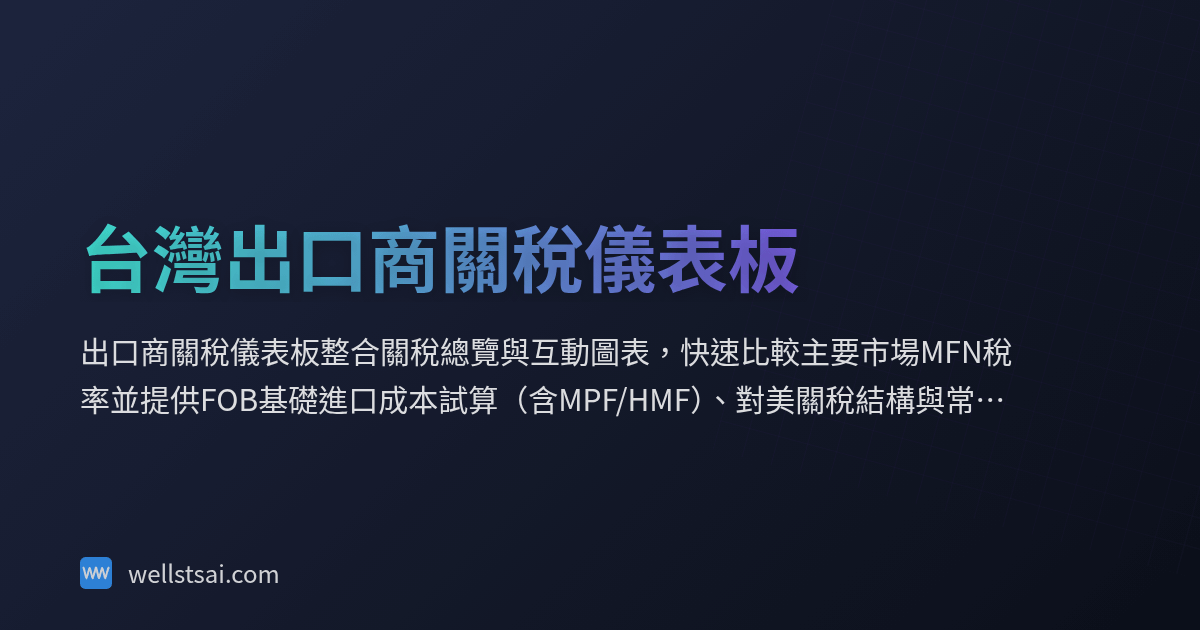 台灣出口商關稅儀表板
出口商關稅儀表板整合關稅總覽與互動圖表，快速比較主要市場MFN稅
率並提供FOB基礎進口成本試算（含MPF/HMF）、對美關稅結構與常…
wellstsai.com